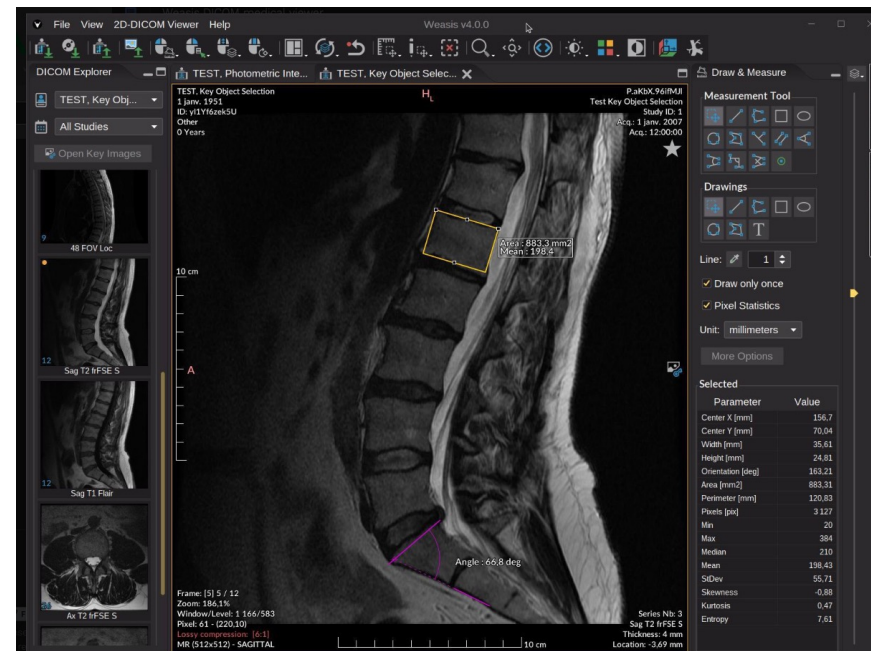 File View 2D-DICOM Viewer Help
Weasis v4.0.0
DICOM Explorer
TEST, Photometric Inte...
TEST, Key Object Selec...
Draw & Measure
TEST, Key Obj...
All Studies
Open Key Images
9
48 FOV Loc
12
Sag T2 frFSE S
12
Sag T1 Flair
Ax T2 frFSE S
TEST, Key Object Selection
1 janv. 1951
ID: yI1Yf6zek5U
Other
0 Years
H L
P.aKbX.96ifMJI
Test Key Object Selection
Study ID: 1
Acq.: 1 janv. 2007
Acq.: 12:00:00
Area : 883,3 mm2
Mean : 198,4
10 cm
A
Angle : 66,8 deg
Frame: [5] 5 / 12
Zoom: 186,1%
Window/Level: 1 166/583
Pixel: 61 - (220,10)
Lossy compression: [6:1]
MR (512x512) - SAGITTAL
10 cm
Series Nb: 3
Sag T2 frFSE S
Thickness: 4 mm
Location: -3,69 mm
Measurement Tool
Drawings
T
Line: 1
Draw only once
Pixel Statistics
Unit: millimeters
More Options
Selected
Parameter Value
Center X [mm] 156,7
Center Y [mm] 70,04
Width [mm] 35,61
Height [mm] 24,81
Orientation [deg] 163,21
Area [mm2] 883,31
Perimeter [mm] 120,83
Pixels [pix] 3 127
Min 20
Max 384
Median 210
Mean 198,43
StDev 55,71
Skewness -0,88
Kurtosis 0,47
Entropy 7,61